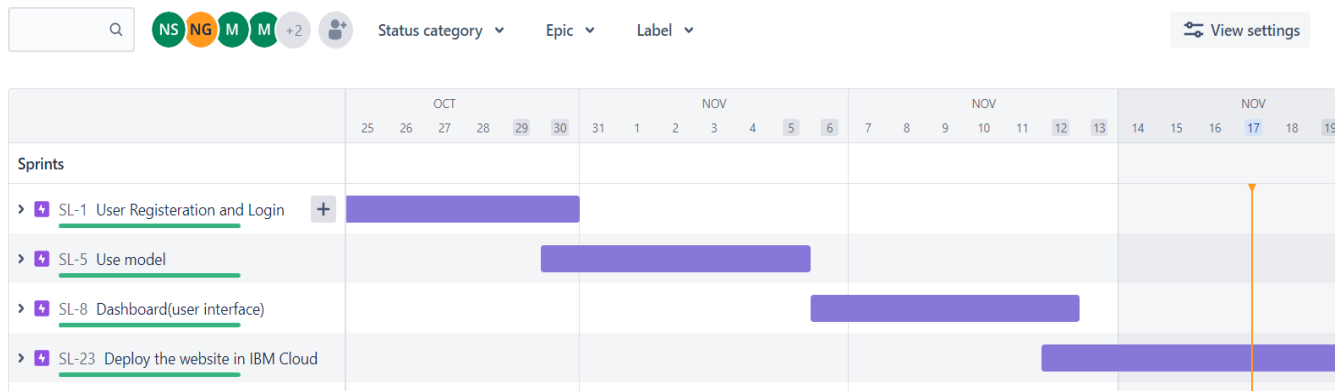 NS NG M M +2 Status category Epic Label View settings
OCT NOV NOV NOV
25 26 27 28 29 30 31 1 2 3 4 5 6 7 8 9 10 11 12 13 14 15 16 17 18 19
Sprints
SL-1 User Registeration and Login +
SL-5 Use model
SL-8 Dashboard(user interface)
SL-23 Deploy the website in IBM Cloud